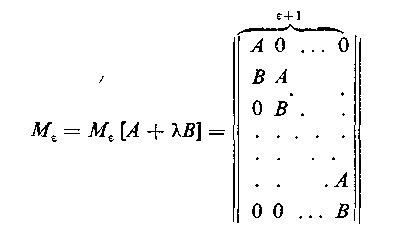 ε+1
A 0 ... 0
B A
. .
0 B . .
M_ε = M_ε [A + λB] =
. . . . .
. . . .
. . . A
0 0 ... B